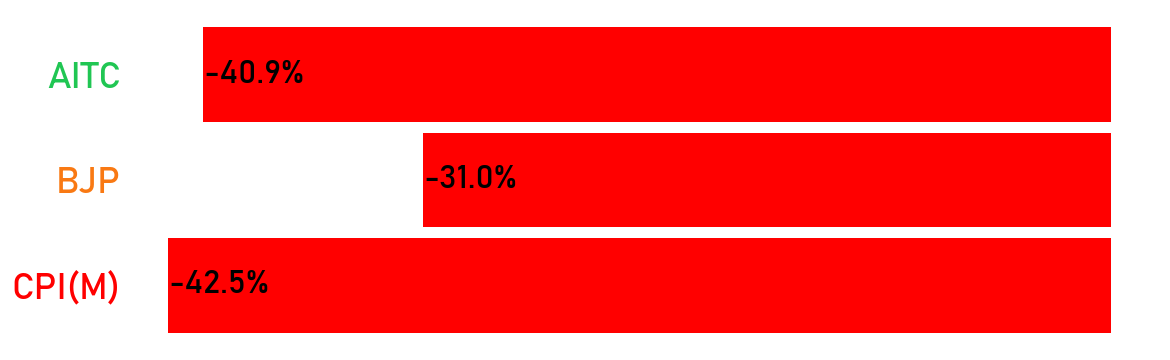 AITC -40.9%
BJP -31.0%
CPI(M) -42.5%